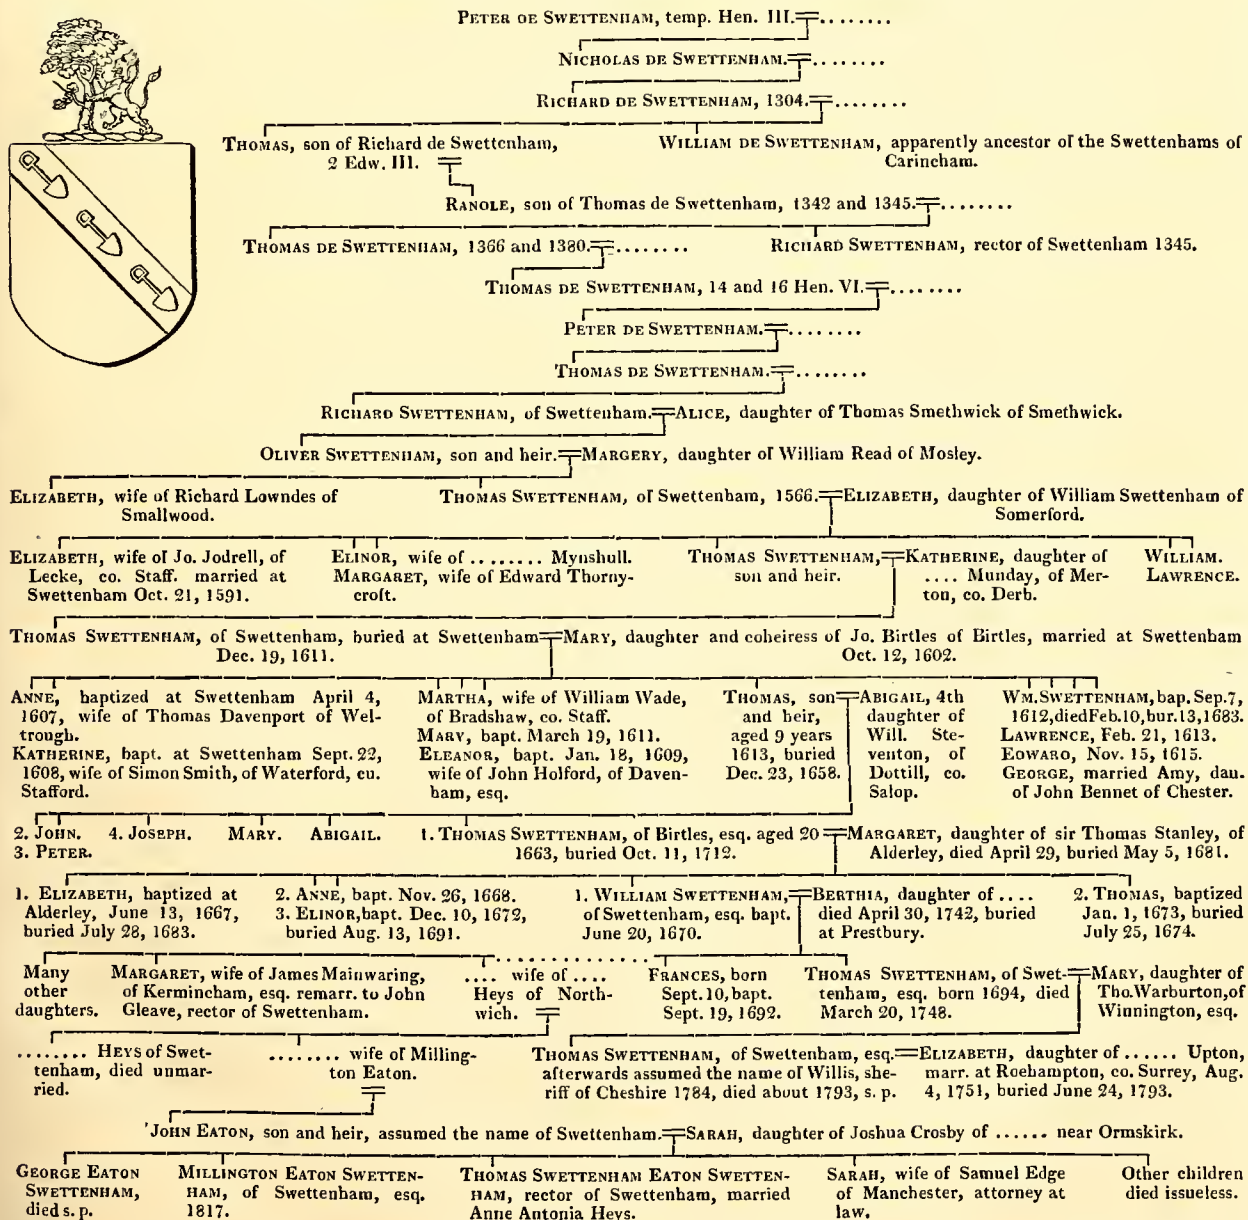 PETER DE SWETTENHAM, temp. Hen. III.
NICHOLAS DE SWETTENHAM.
RICHARD DE SWETTENHAM, 1304.
THOMAS, son of Richard de Swettenham,
2 Edw. III.
WILLIAM DE SWETTENHAM, apparently ancestor of the Swettenhams of
Carincham.
RANOLE, son of Thomas de Swettenham, 1342 and 1345.
THOMAS DE SWETTENHAM, 1366 and 1380.
RICHARD SWETTENHAM, rector of Swettenham 1345.
THOMAS DE SWETTENHAM, 14 and 16 Hen. VI.
PETER DE SWETTENHAM.
THOMAS DE SWETTENHAM.
RICHARD SWETTENHAM, of Swettenham.
ALICE, daughter of Thomas Smethwick of Smethwick.
OLIVER SWETTENHAM, son and heir.
MARGERY, daughter of William Read of Mosley.
ELIZABETH, wife of Richard Lowndes of
Smallwood.
THOMAS SWETTENHAM, of Swettenham, 1566.
ELIZABETH, daughter of William Swettenham of
Somerford.
ELIZABETH, wife of Jo. Jodrell, of
Lecke, co. Staff. married at
Swettenham Oct. 21, 1591.
ELINOR, wife of ........ Mynshull.
MARGARET, wife of Edward Thorny-
croft.
THOMAS SWETTENHAM,
son and heir.
KATHERINE, daughter of
.... Munday, of Mer-
ton, co. Derb.
WILLIAM.
LAWRENCE.
THOMAS SWETTENHAM, of Swettenham, buried at Swettenham
Dec. 19, 1611.
MARY, daughter and coheiress of Jo. Birtles of Birtles, married at Swettenham
Oct. 12, 1602.
ANNE, baptized at Swettenham April 4,
1607, wife of Thomas Davenport of Wel-
trough.
KATHERINE, bapt. at Swettenham Sept. 22,
1608, wife of Simon Smith, of Waterford, cu.
Stafford.
MARTHA, wife of William Wade,
of Bradshaw, co. Staff.
MARY, bapt. March 19, 1611.
ELEANOR, bapt. Jan. 18, 1609,
wife of John Holford, of Daven-
ham, esq.
THOMAS, son
and heir,
aged 9 years
1613, buried
Dec. 23, 1658.
ABIGAIL, 4th
daughter of
Will. Ste-
venton, of
Dottill, co.
Salop.
WM. SWETTENHAM, bap. Sep. 7,
1612, died Feb. 10, bur. 13, 1683.
LAWRENCE, Feb. 21, 1613.
EOWARO, Nov. 15, 1615.
GEORGE, married Amy, dau.
of John Bennet of Chester.
2. JOHN. 4. JOSEPH. MARY. ABIGAIL.
3. PETER.
1. THOMAS SWETTENHAM, of Birtles, esq. aged 20
1663, buried Oct. 11, 1712.
MARGARET, daughter of sir Thomas Stanley, of
Alderley, died April 29, buried May 5, 1681.
1. ELIZABETH, baptized at
Alderley, June 13, 1667,
buried July 28, 1683.
2. ANNE, bapt. Nov. 26, 1668.
3. ELINOR, bapt. Dec. 10, 1672,
buried Aug. 13, 1691.
1. WILLIAM SWETTENHAM,
of Swettenham, esq. bapt.
June 20, 1670.
BERTHIA, daughter of ....
died April 30, 1742, buried
at Prestbury.
2. THOMAS, baptized
Jan. 1, 1673, buried
July 25, 1674.
Many
other
daughters.
MARGARET, wife of James Mainwaring,
of Kermincham, esq. remarr. to John
Gleave, rector of Swettenham.
.... wife of ....
Heys of North-
wich.
FRANCES, born
Sept. 10, bapt.
Sept. 19, 1692.
THOMAS SWETTENHAM, of Swet-
tenham, esq. born 1694, died
March 20, 1748.
MARY, daughter of
Tho. Warburton, of
Winnington, esq.
........ HEYS of Swet-
tenham, died unmar-
ried.
........ wife of Milling-
ton Eaton.
THOMAS SWETTENHAM, of Swettenham, esq.
afterwards assumed the name of Willis, she-
riff of Cheshire 1784, died about 1793, s. p.
ELIZABETH, daughter of ...... Upton,
marr. at Roehampton, co. Surrey, Aug.
4, 1751, buried June 24, 1793.
JOHN EATON, son and heir, assumed the name of Swettenham.
SARAH, daughter of Joshua Crosby of ...... near Ormskirk.
GEORGE EATON
SWETTENHAM,
died s. p.
MILLINGTON EATON SWETTEN-
HAM, of Swettenham, esq.
1817.
THOMAS SWETTENHAM EATON SWETTEN-
HAM, rector of Swettenham, married
Anne Antonia Heys.
SARAH, wife of Samuel Edge
of Manchester, attorney at
law.
Other children
died issueless.